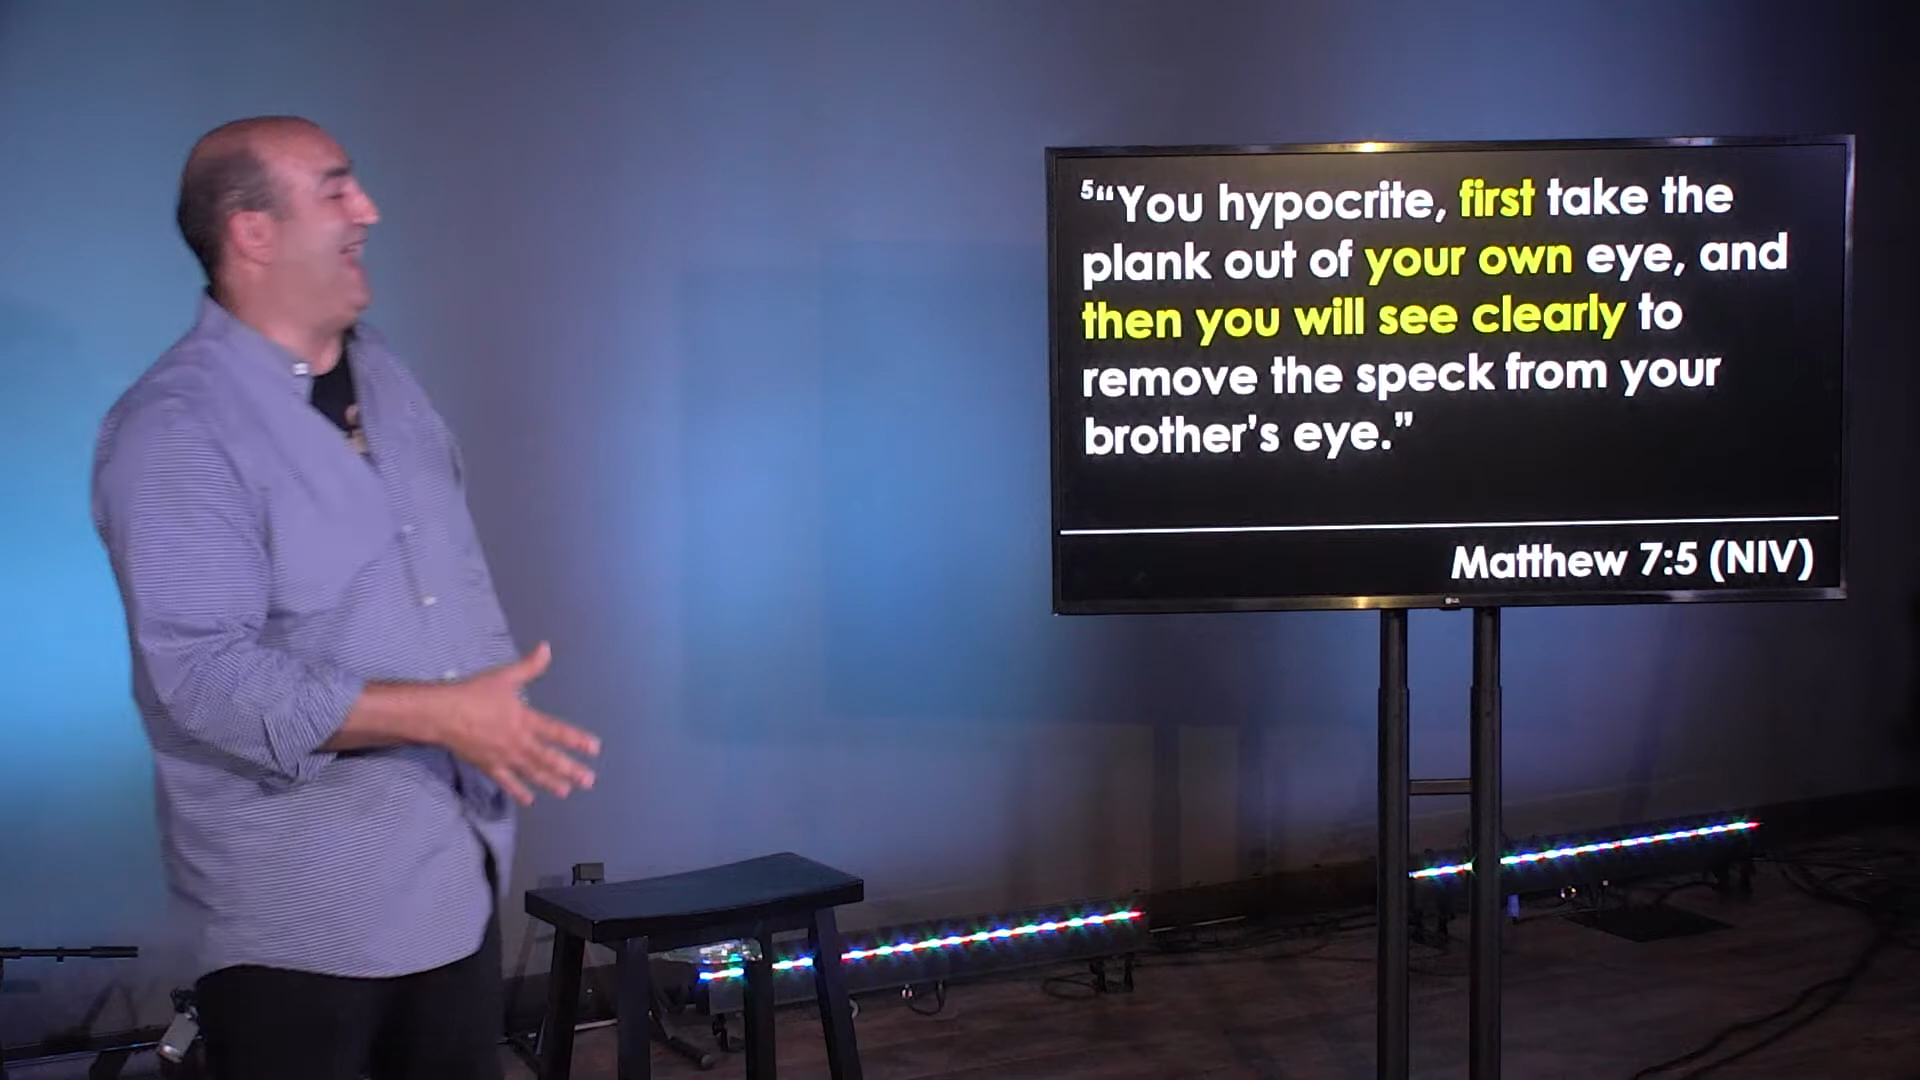 ⁵“You hypocrite, first take the
plank out of your own eye, and
then you will see clearly to
remove the speck from your
brother’s eye.”
Matthew 7:5 (NIV)